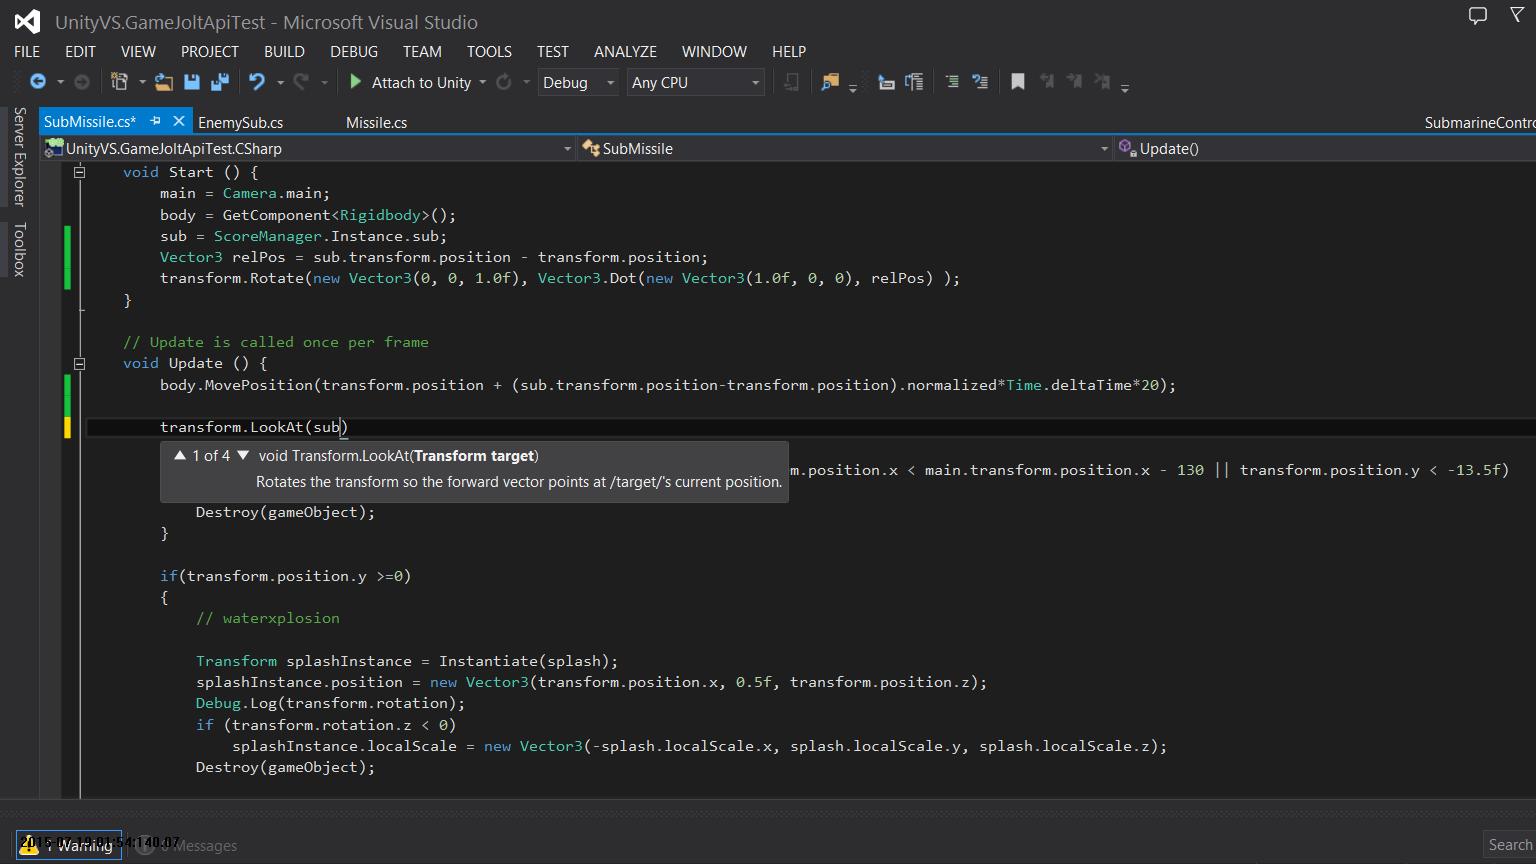 UnityVS.GameJoltApiTest - Microsoft Visual Studio
FILE EDIT VIEW PROJECT BUILD DEBUG TEAM TOOLS TEST ANALYZE WINDOW HELP
Attach to Unity Debug Any CPU
Server Explorer
Toolbox
SubMissile.cs* EnemySub.cs Missile.cs SubmarineContro
UnityVS.GameJoltApiTest.CSharp SubMissile Update()
void Start () {
main = Camera.main;
body = GetComponent<Rigidbody>();
sub = ScoreManager.Instance.sub;
Vector3 relPos = sub.transform.position - transform.position;
transform.Rotate(new Vector3(0, 0, 1.0f), Vector3.Dot(new Vector3(1.0f, 0, 0), relPos) );
}
// Update is called once per frame
void Update () {
body.MovePosition(transform.position + (sub.transform.position-transform.position).normalized*Time.deltaTime*20);
transform.LookAt(sub)
▲ 1 of 4 ▼ void Transform.LookAt(Transform target)
Rotates the transform so the forward vector points at /target/'s current position.
m.position.x < main.transform.position.x - 130 || transform.position.y < -13.5f)
Destroy(gameObject);
}
if(transform.position.y >=0)
{
// waterxplosion
Transform splashInstance = Instantiate(splash);
splashInstance.position = new Vector3(transform.position.x, 0.5f, transform.position.z);
Debug.Log(transform.rotation);
if (transform.rotation.z < 0)
splashInstance.localScale = new Vector3(-splash.localScale.x, splash.localScale.y, splash.localScale.z);
Destroy(gameObject);
1 Warning 0 Messages Search